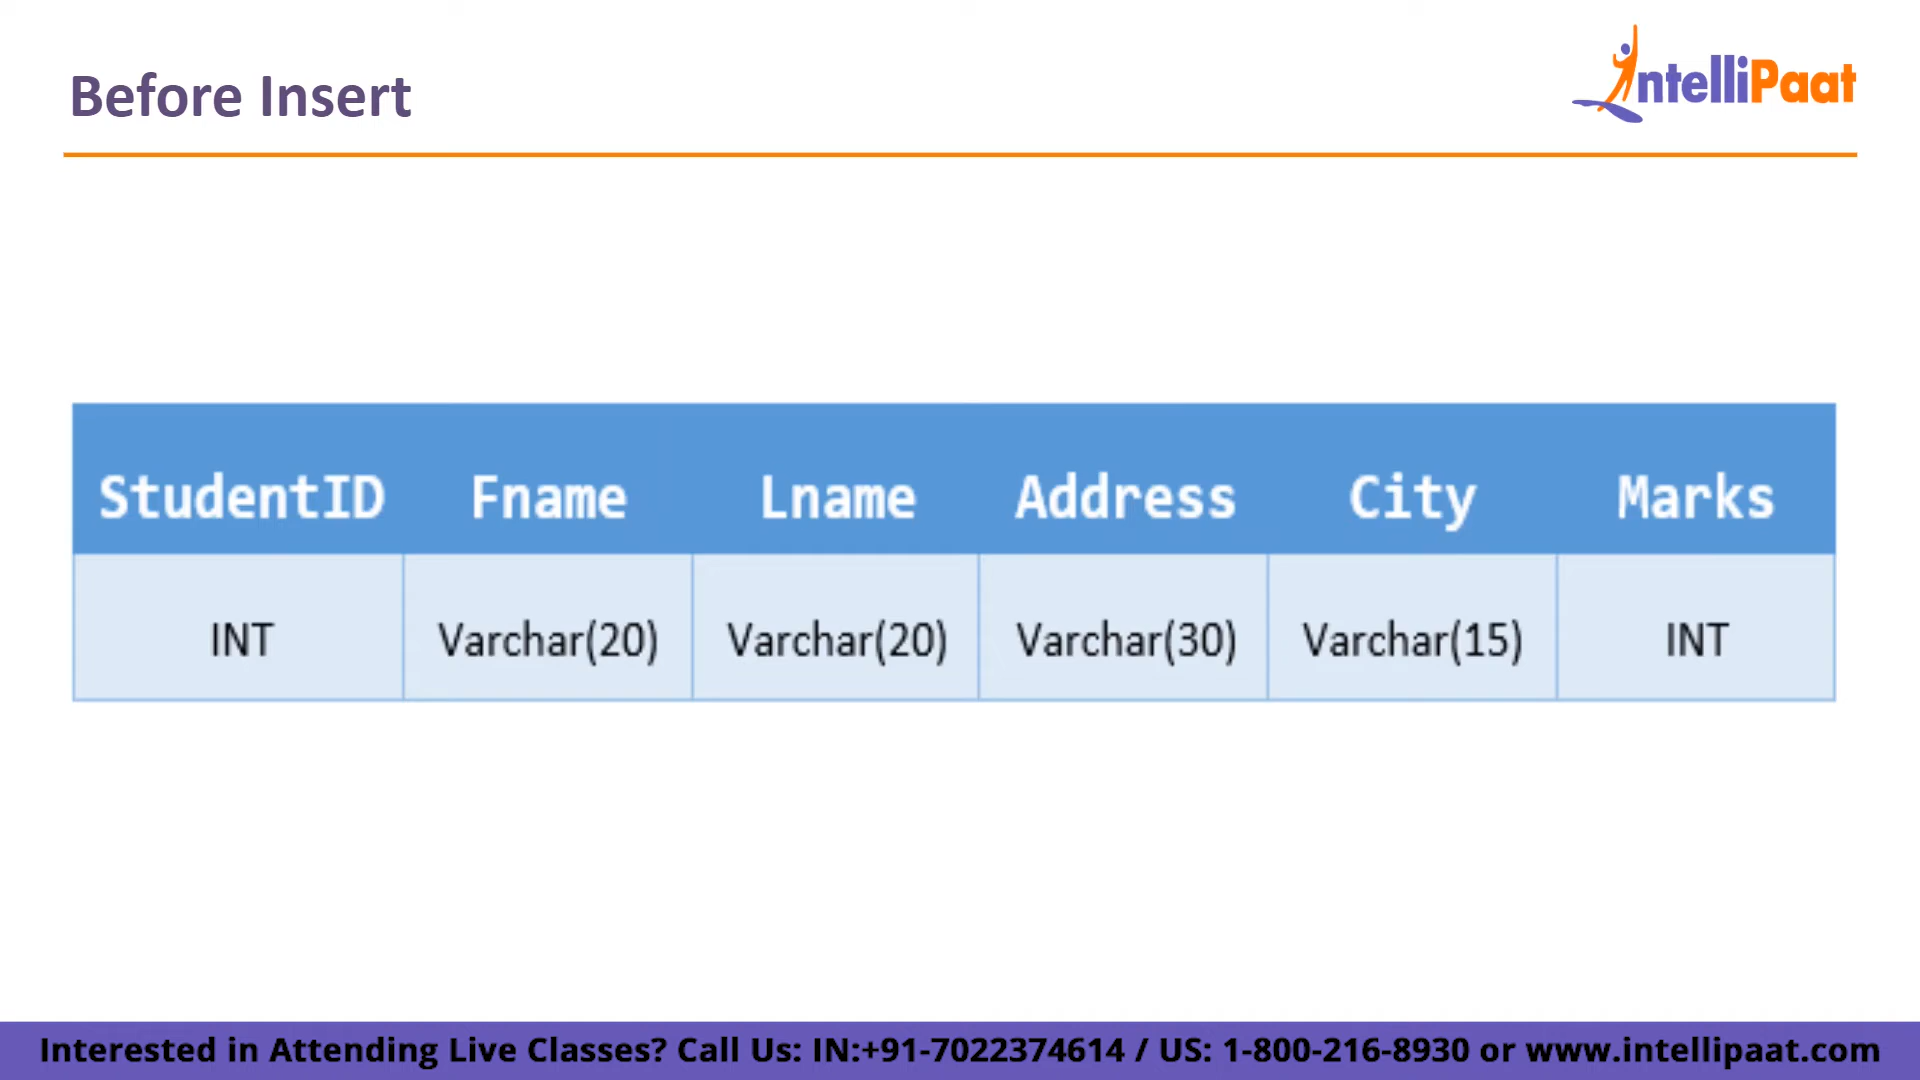 Before Insert
IntelliPaat
StudentID Fname Lname Address City Marks
INT Varchar(20) Varchar(20) Varchar(30) Varchar(15) INT
Interested in Attending Live Classes? Call Us: IN:+91-7022374614 / US: 1-800-216-8930 or www.intellipaat.com